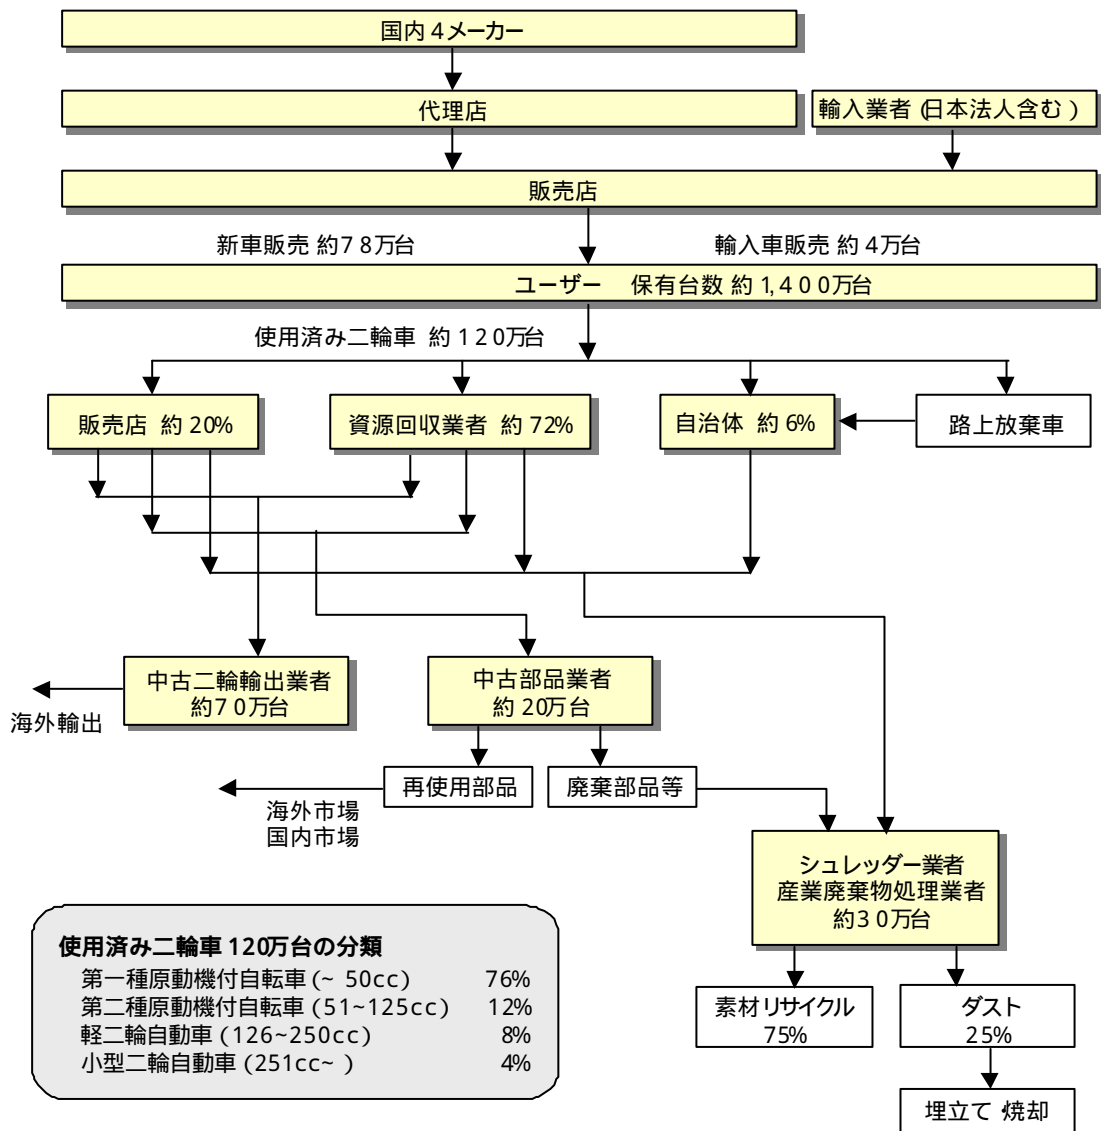 国内4メーカー
代理店
輸入業者(日本法人含む)
販売店
新車販売 約78万台
輸入車販売 約4万台
ユーザー 保有台数 約1,400万台
使用済み二輪車 約120万台
販売店 約20%
資源回収業者 約72%
自治体 約6%
路上放棄車
中古二輪輸出業者
約70万台
海外輸出
中古部品業者
約20万台
再使用部品
廃棄部品等
海外市場
国内市場
シュレッダー業者
産業廃棄物処理業者
約30万台
使用済み二輪車120万台の分類
第一種原動機付自転車(~50cc) 76%
第二種原動機付自転車(51~125cc) 12%
軽二輪自動車(126~250cc) 8%
小型二輪自動車(251cc~) 4%
素材リサイクル
75%
ダスト
25%
埋立て・焼却